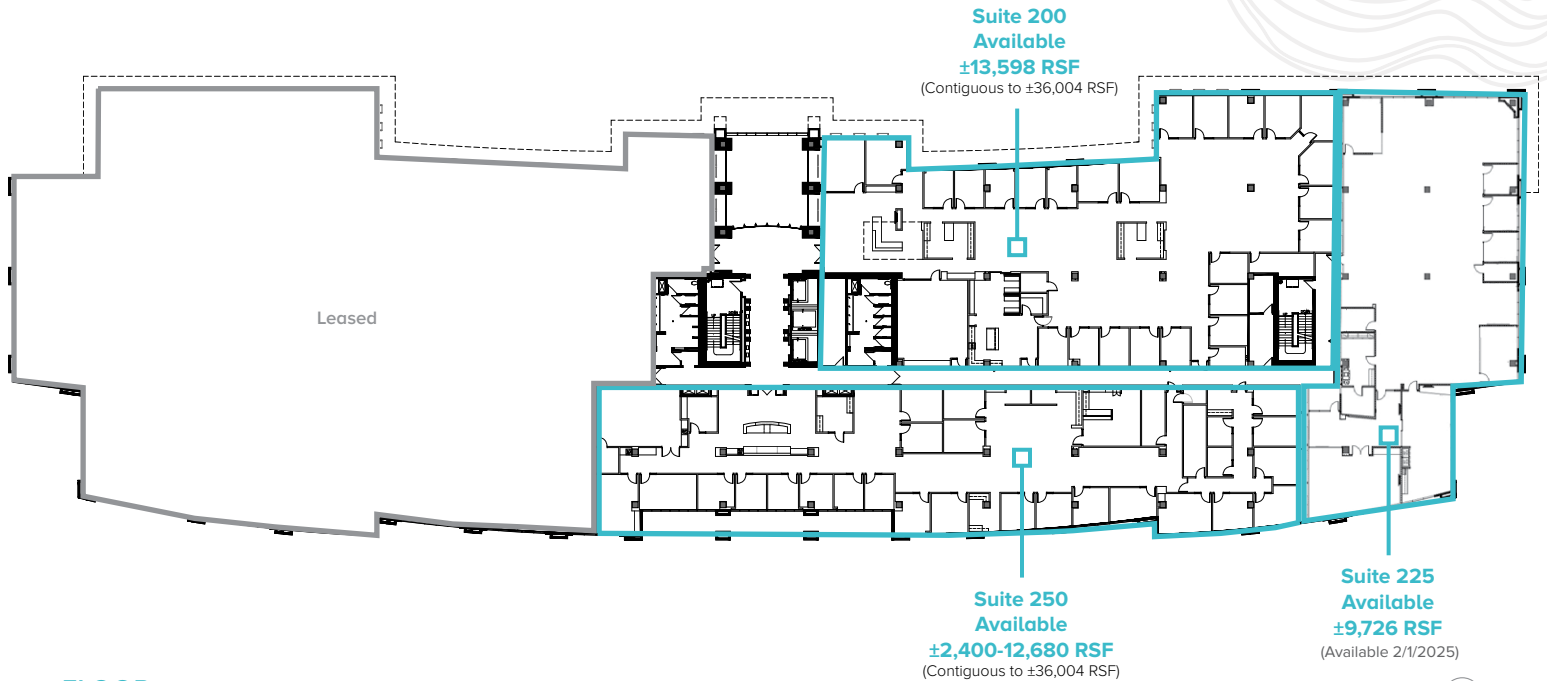 Suite 200
Available
±13,598 RSF
(Contiguous to ±36,004 RSF)
Leased
Suite 250
Available
±2,400-12,680 RSF
(Contiguous to ±36,004 RSF)
Suite 225
Available
±9,726 RSF
(Available 2/1/2025)
FLOOR